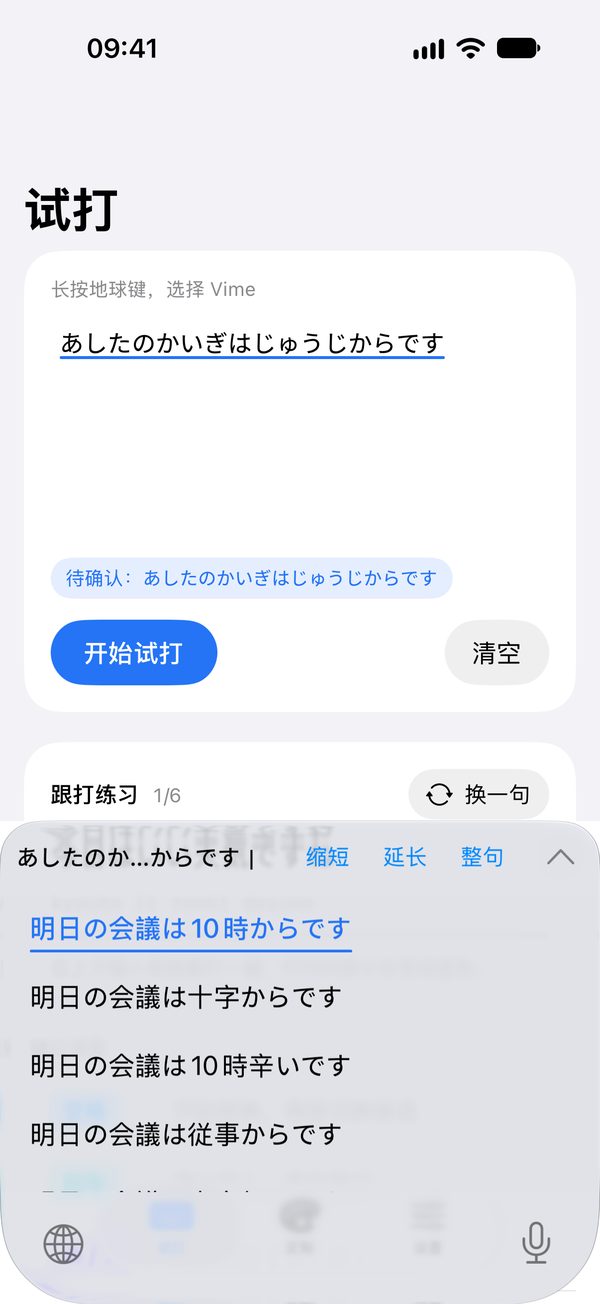 09:41
试打
长按地球键，选择 Vime
あしたのかいぎはじゅうじからです
待确认：あしたのかいぎはじゅうじからです
开始试打
清空
跟打练习 1/6
换一句
あしたのか…からです |
缩短 延长 整句
明日の会議は10時からです
明日の会議は十字からです
明日の会議は10時辛いです
明日の会議は従事からです